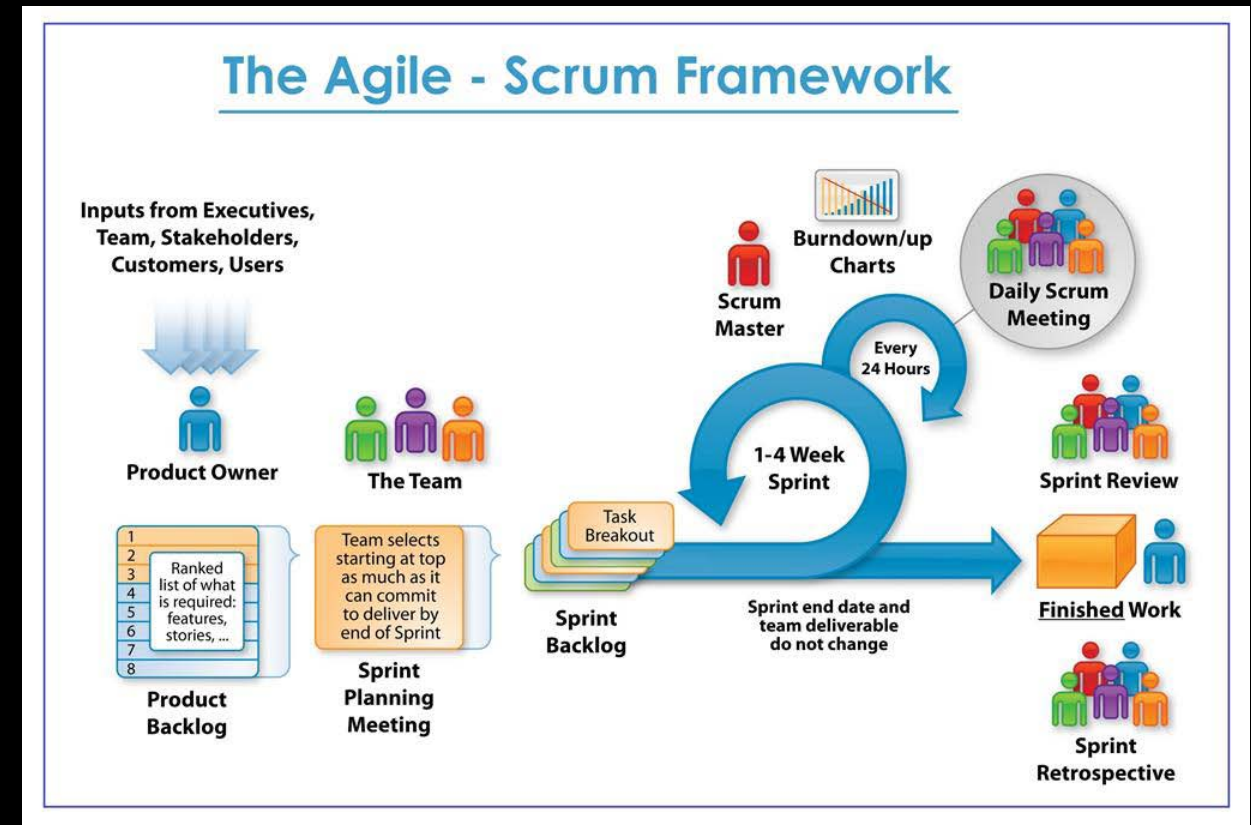 The Agile - Scrum Framework
Inputs from Executives,
Team, Stakeholders,
Customers, Users
Product Owner
The Team
1
2
3
4
5
6
7
8
Ranked
list of what
is required:
features,
stories, ...
Product
Backlog
Team selects
starting at top
as much as it
can commit
to deliver by
end of Sprint
Sprint
Planning
Meeting
Task
Breakout
Sprint
Backlog
Scrum
Master
Burndown/up
Charts
Every
24 Hours
Daily Scrum
Meeting
1-4 Week
Sprint
Sprint end date and
team deliverable
do not change
Sprint Review
Finished Work
Sprint
Retrospective